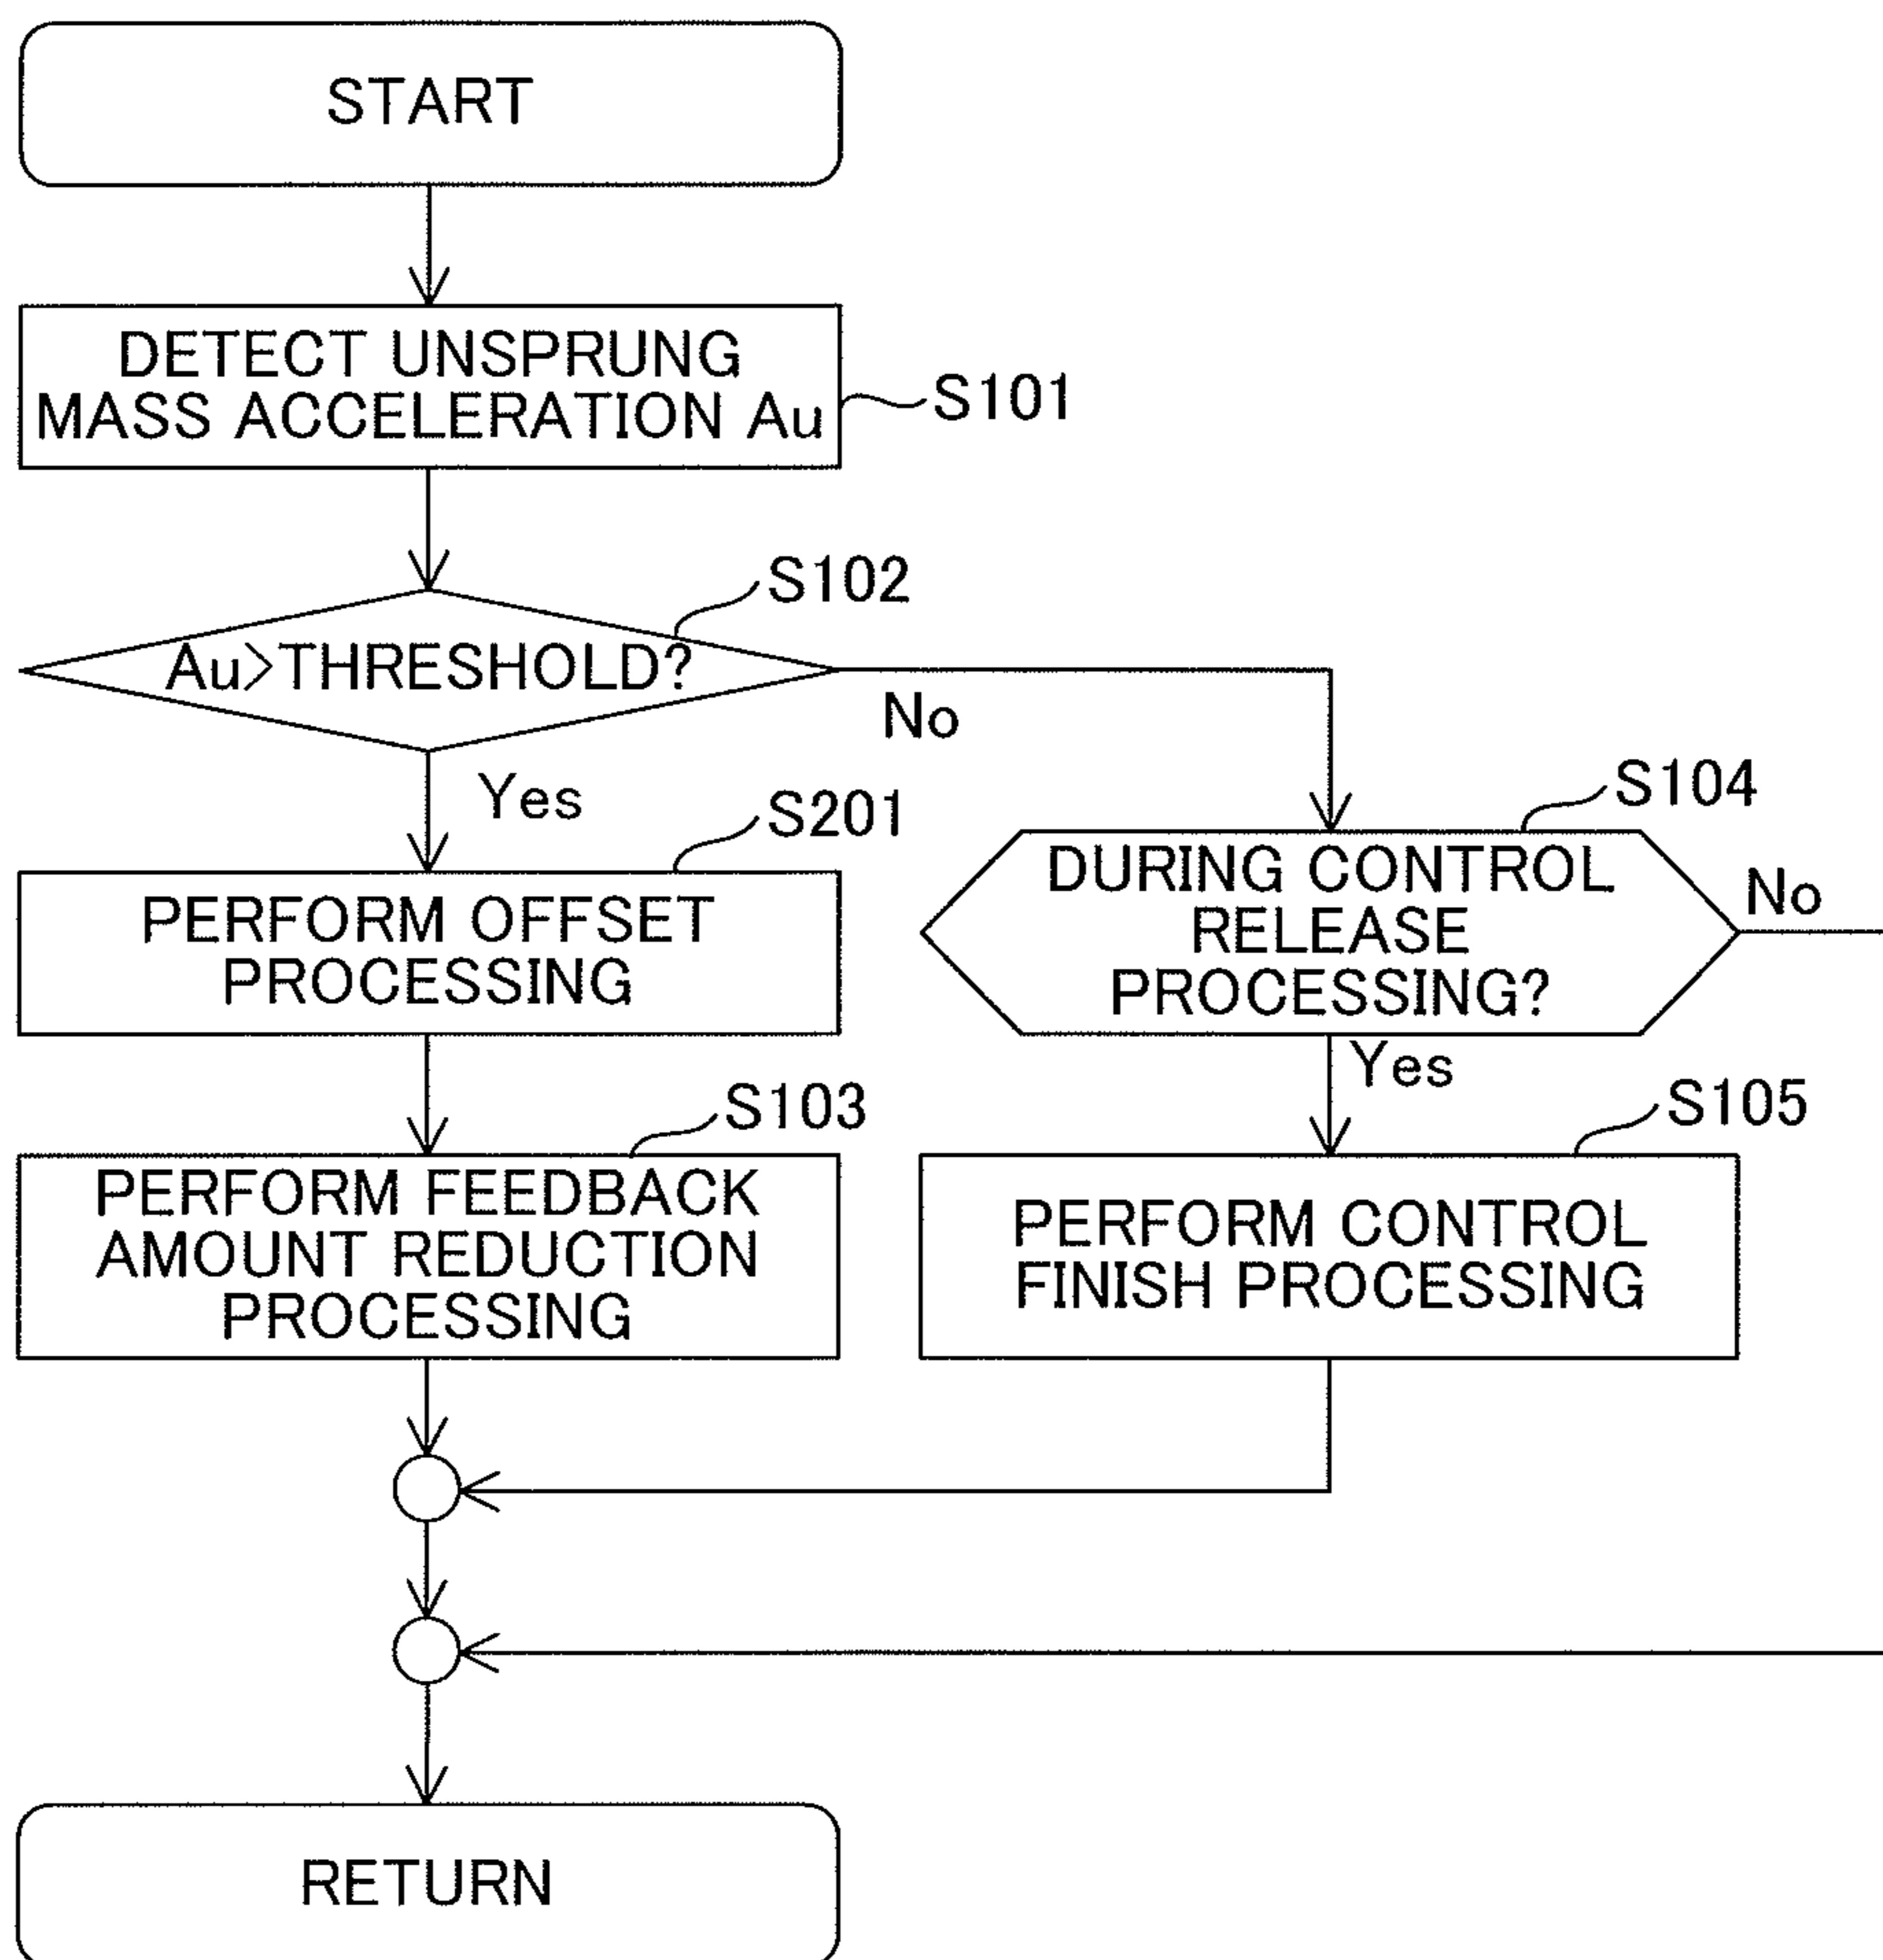 START
DETECT UNSPRUNG
MASS ACCELERATION Au
S101
S102
Au>THRESHOLD?
No
Yes
S201
PERFORM OFFSET
PROCESSING
S104
DURING CONTROL
RELEASE
PROCESSING?
No
Yes
S103
PERFORM FEEDBACK
AMOUNT REDUCTION
PROCESSING
S105
PERFORM CONTROL
FINISH PROCESSING
RETURN